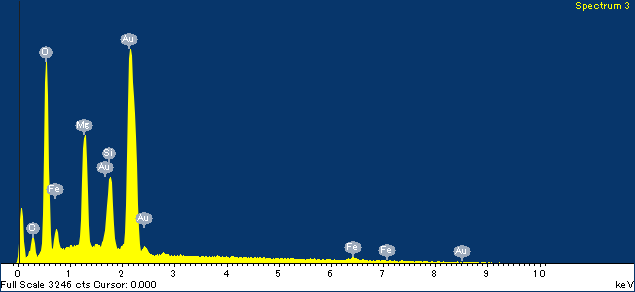 Spectrum 3
Au
O
Mg
Si
Au
Fe
Au
C
Fe
Fe
Au
0 1 2 3 4 5 6 7 8 9 10
Full Scale 3246 cts Cursor: 0.000 keV